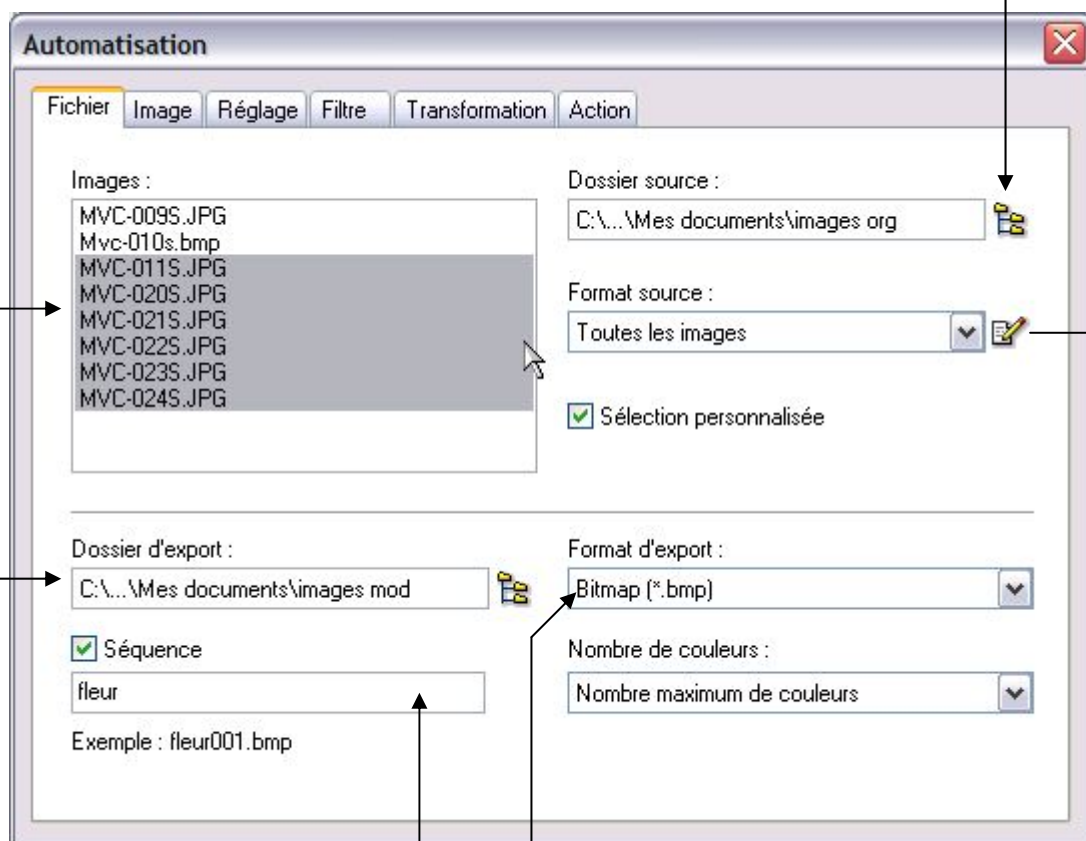 Automatisation
Fichier Image Réglage Filtre Transformation Action
Images :
MVC-009S.JPG
Mvc-010s.bmp
MVC-011S.JPG
MVC-020S.JPG
MVC-021S.JPG
MVC-022S.JPG
MVC-023S.JPG
MVC-024S.JPG
Dossier source :
C:\...\Mes documents\images org
Format source :
Toutes les images
Sélection personnalisée
Dossier d'export :
C:\...\Mes documents\images mod
Séquence
fleur
Exemple : fleur001.bmp
Format d'export :
Bitmap (*.bmp)
Nombre de couleurs :
Nombre maximum de couleurs